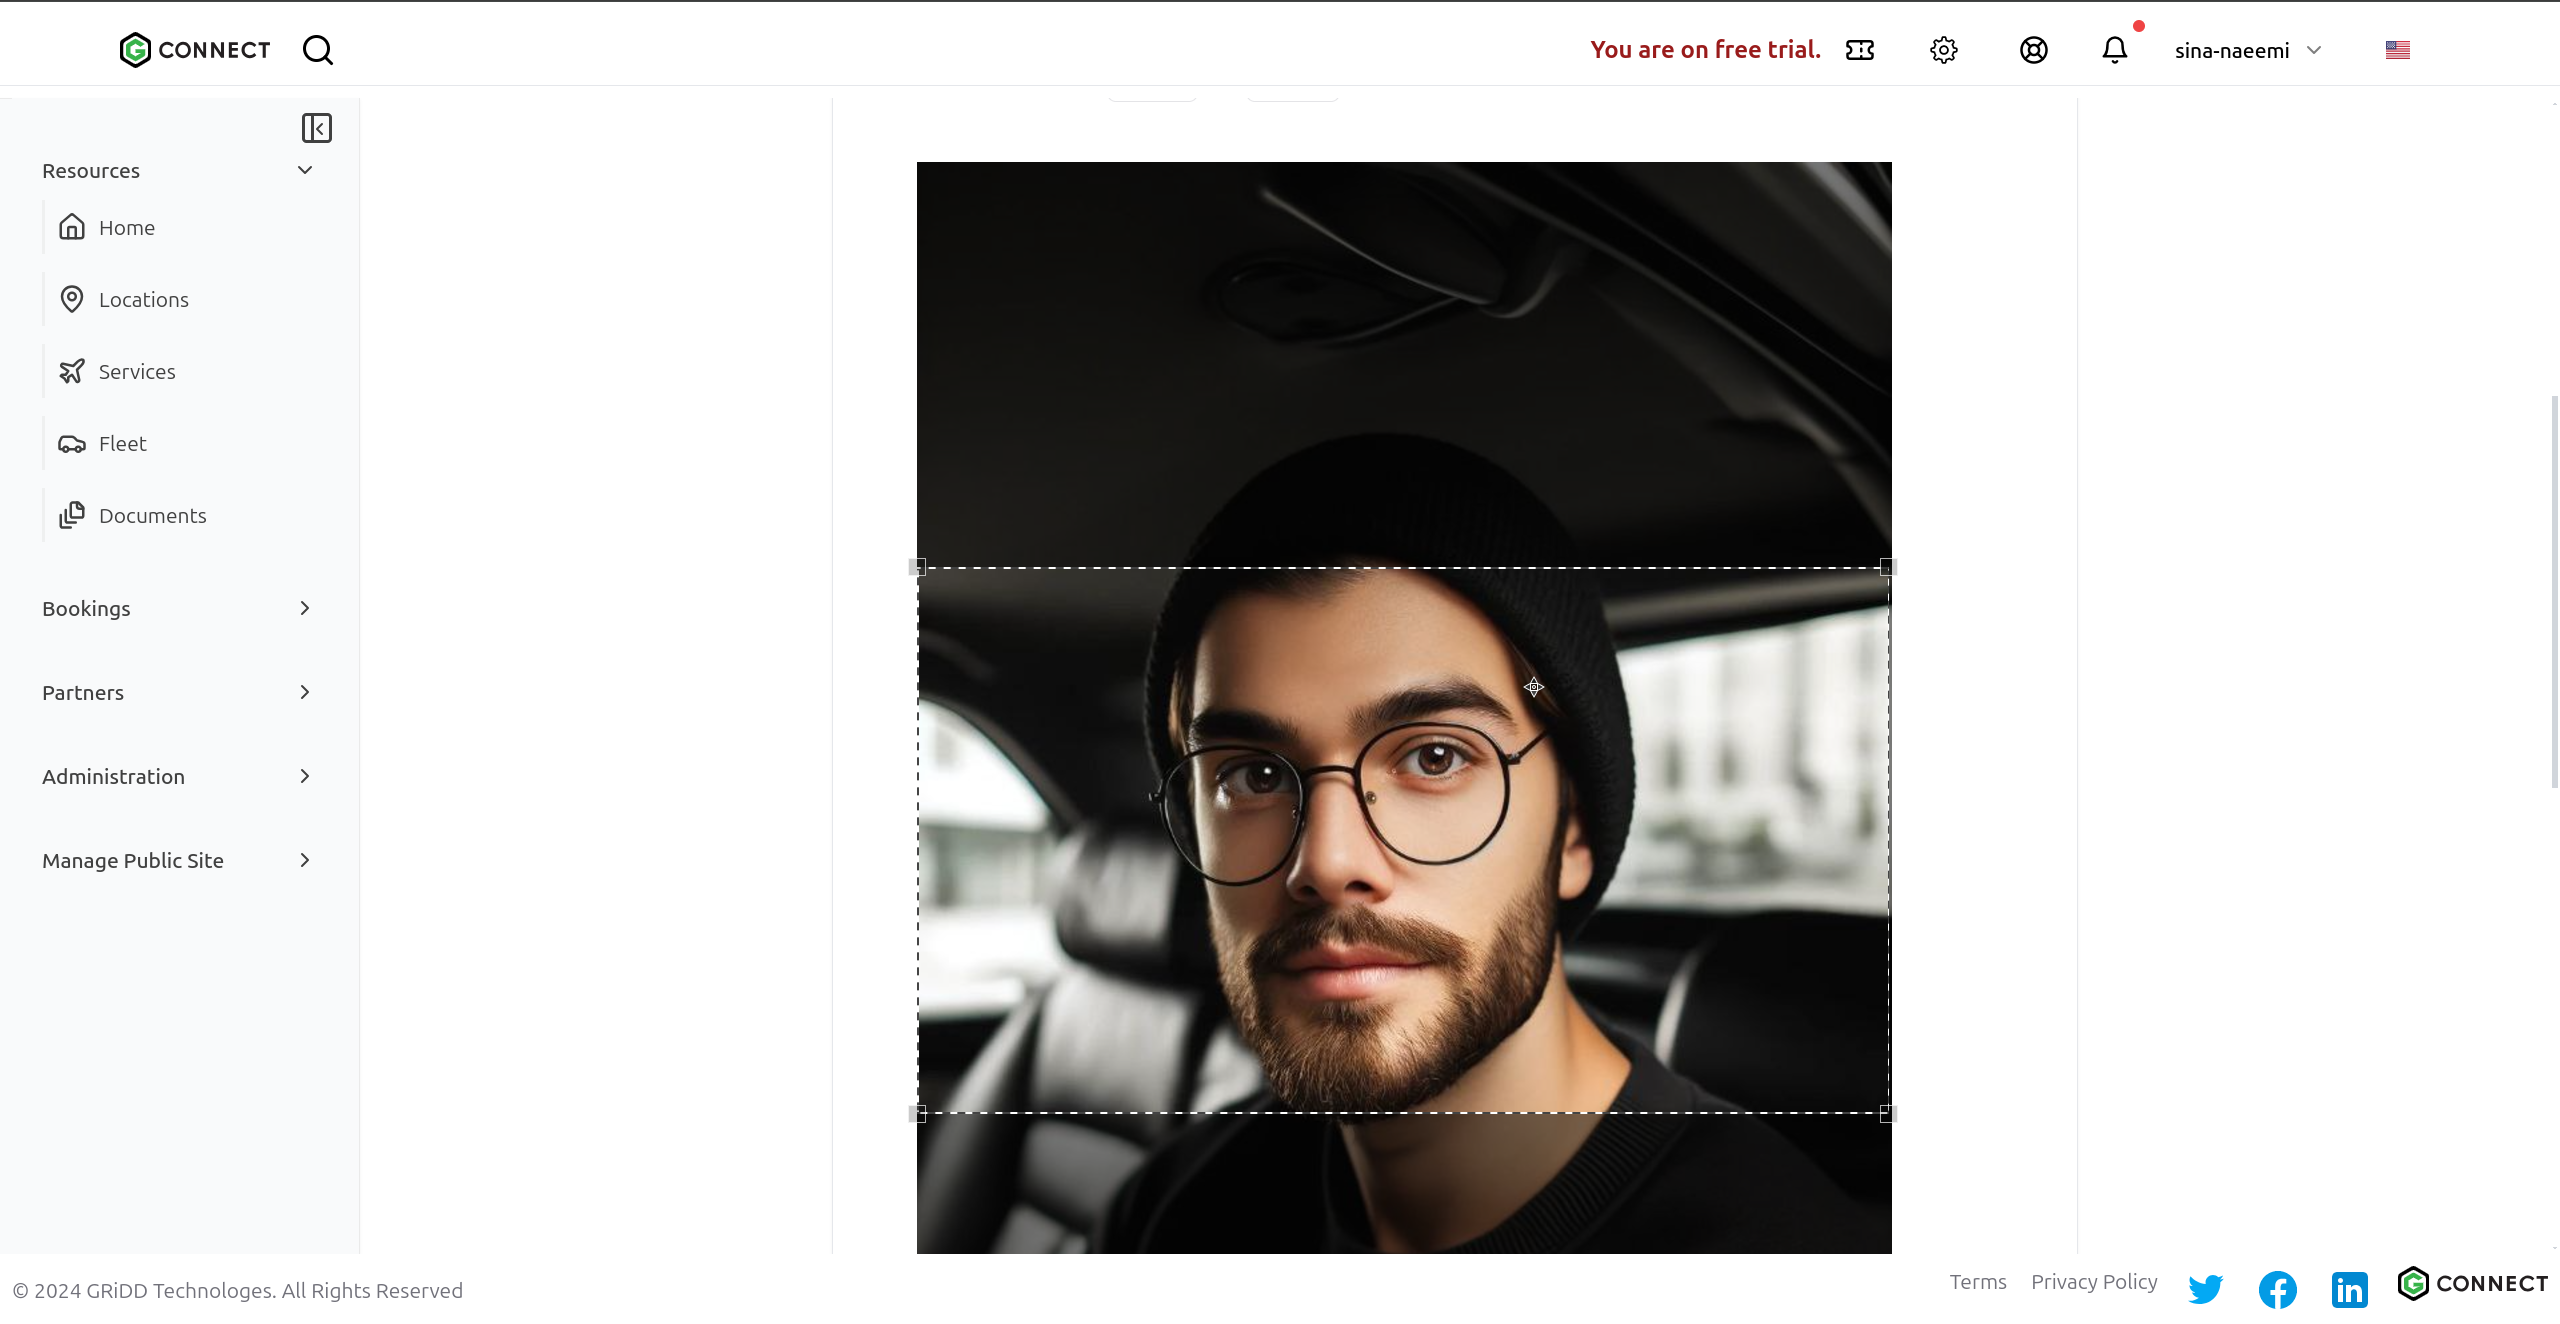 CONNECT
You are on free trial.
sina-naeemi
Resources
Home
Locations
Services
Fleet
Documents
Bookings
Partners
Administration
Manage Public Site
© 2024 GRiDD Technologes. All Rights Reserved
Terms
Privacy Policy
CONNECT